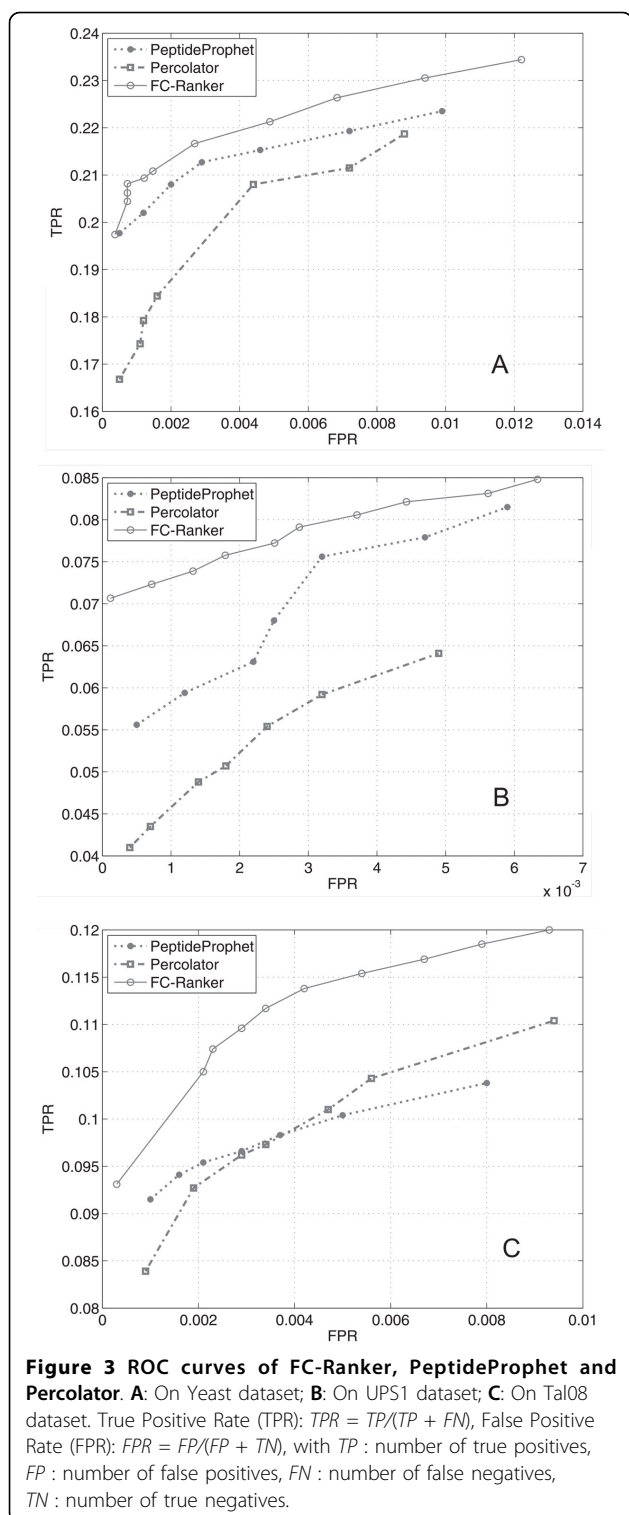 0.24
0.23
0.22
0.21
0.2
0.19
0.18
0.17
0.16
TPR
PeptideProphet
Percolator
FC-Ranker
A
0 0.002 0.004 0.006 0.008 0.01 0.012 0.014
FPR
0.085
0.08
0.075
0.07
0.065
0.06
0.055
0.05
0.045
0.04
TPR
PeptideProphet
Percolator
FC-Ranker
B
0 1 2 3 4 5 6 7
FPR
x 10-3
0.12
0.115
0.11
0.105
0.1
0.095
0.09
0.085
0.08
TPR
PeptideProphet
Percolator
FC-Ranker
C
0 0.002 0.004 0.006 0.008 0.01
FPR
Figure 3 ROC curves of FC-Ranker, PeptideProphet and
Percolator. A: On Yeast dataset; B: On UPS1 dataset; C: On Tal08
dataset. True Positive Rate (TPR): TPR = TP/(TP + FN), False Positive
Rate (FPR): FPR = FP/(FP + TN), with TP : number of true positives,
FP : number of false positives, FN : number of false negatives,
TN : number of true negatives.